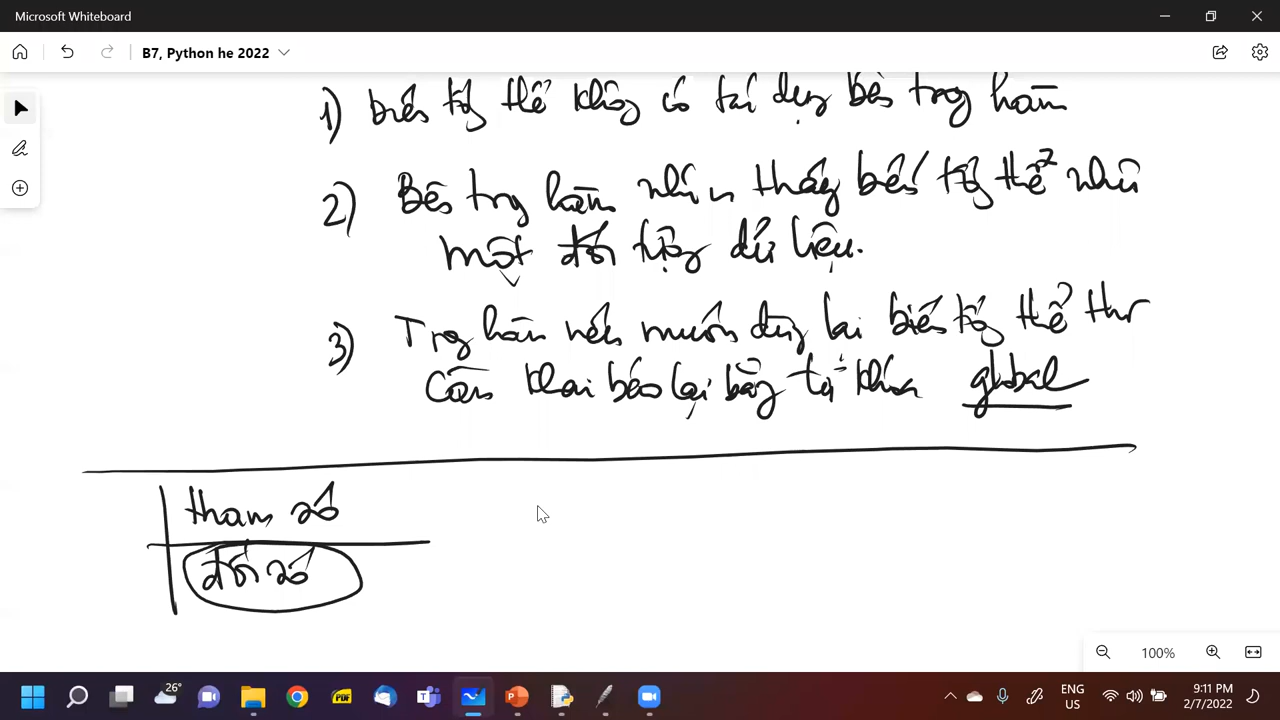 Microsoft Whiteboard
B7, Python he 2022
1) biến tổng thể không có tác dụng bên trong hàm
2) Bên trong hàm nhìn thấy biến tổng thể như
một đối tượng dữ liệu.
3) Trong hàm nếu muốn dùng lại biến tổng thể thì
cần khai báo lại bằng từ khóa global
tham số
đối số
100%
26°
PDF
ENG
US
9:11 PM
2/7/2022